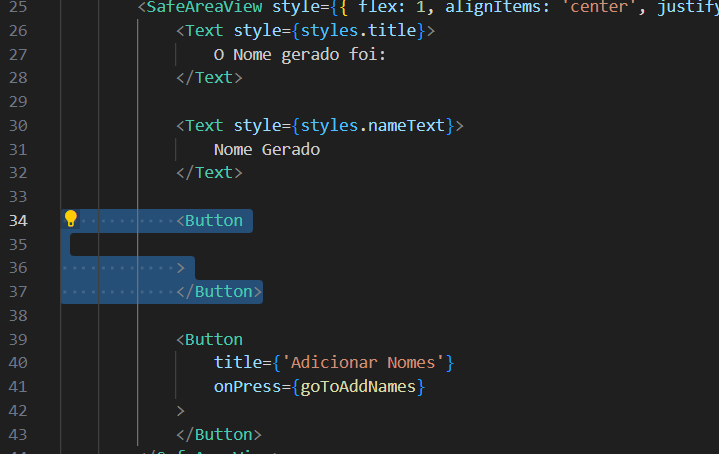 25 <SafeAreaView style={{ flex: 1, alignItems: 'center', justify
26 <Text style={styles.title}>
27 O Nome gerado foi:
28 </Text>
29
30 <Text style={styles.nameText}>
31 Nome Gerado
32 </Text>
33
34 <Button
35
36 >
37 </Button>
38
39 <Button
40 title={'Adicionar Nomes'}
41 onPress={goToAddNames}
42 >
43 </Button>
44 </SafeAreaView>